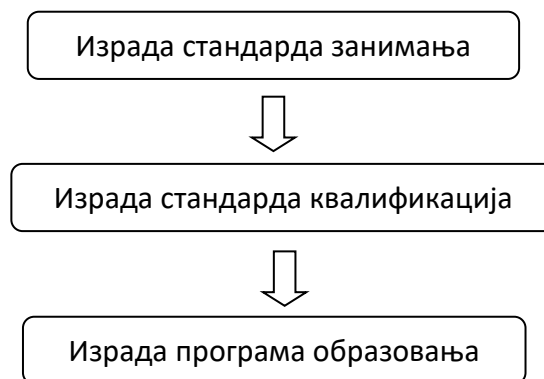 Израда стандарда занимања
Израда стандарда квалификација
Израда програма образовања